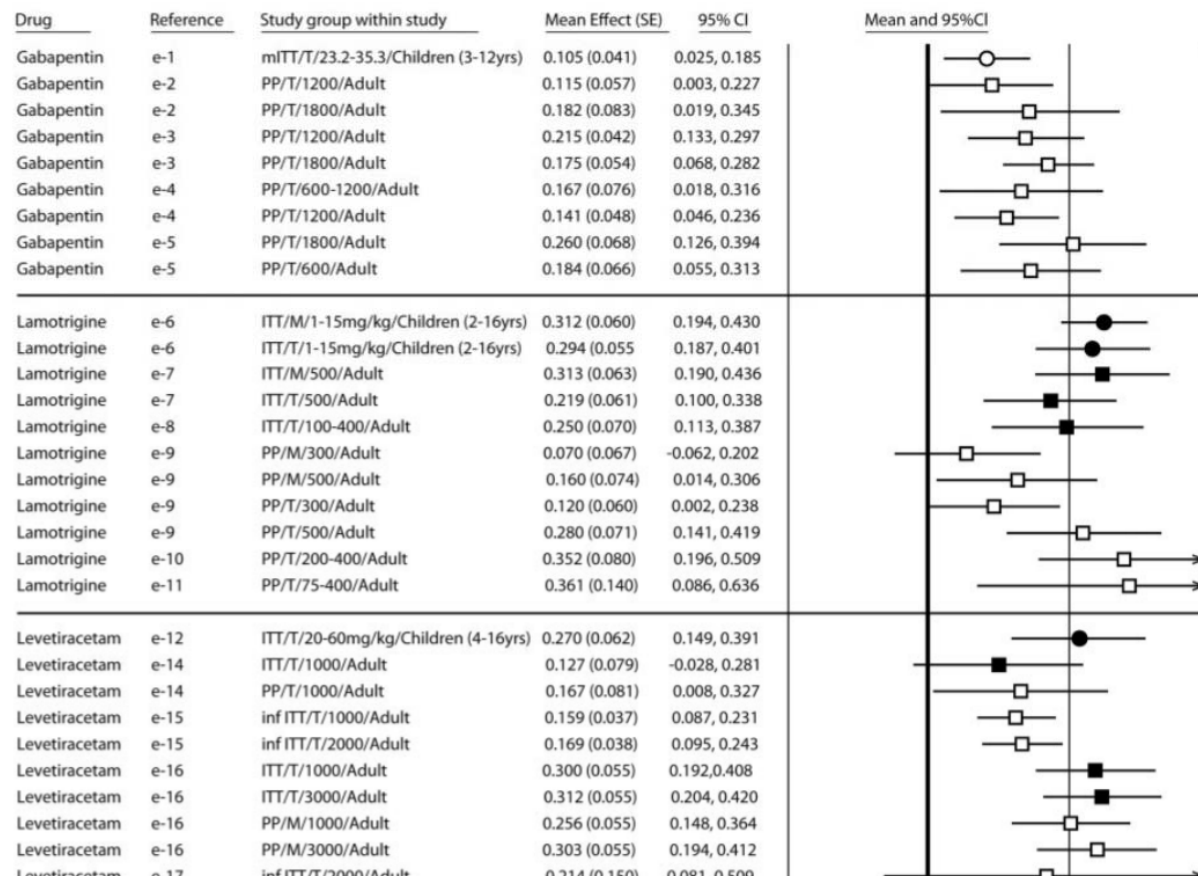 Drug Reference Study group within study Mean Effect (SE) 95% CI Mean and 95%CI
Gabapentin e-1 mITT/T/23.2-35.3/Children (3-12yrs) 0.105 (0.041) 0.025, 0.185
Gabapentin e-2 PP/T/1200/Adult 0.115 (0.057) 0.003, 0.227
Gabapentin e-2 PP/T/1800/Adult 0.182 (0.083) 0.019, 0.345
Gabapentin e-3 PP/T/1200/Adult 0.215 (0.042) 0.133, 0.297
Gabapentin e-3 PP/T/1800/Adult 0.175 (0.054) 0.068, 0.282
Gabapentin e-4 PP/T/600-1200/Adult 0.167 (0.076) 0.018, 0.316
Gabapentin e-4 PP/T/1200/Adult 0.141 (0.048) 0.046, 0.236
Gabapentin e-5 PP/T/1800/Adult 0.260 (0.068) 0.126, 0.394
Gabapentin e-5 PP/T/600/Adult 0.184 (0.066) 0.055, 0.313
Lamotrigine e-6 ITT/M/1-15mg/kg/Children (2-16yrs) 0.312 (0.060) 0.194, 0.430
Lamotrigine e-6 ITT/T/1-15mg/kg/Children (2-16yrs) 0.294 (0.055 0.187, 0.401
Lamotrigine e-7 ITT/M/500/Adult 0.313 (0.063) 0.190, 0.436
Lamotrigine e-7 ITT/T/500/Adult 0.219 (0.061) 0.100, 0.338
Lamotrigine e-8 ITT/T/100-400/Adult 0.250 (0.070) 0.113, 0.387
Lamotrigine e-9 PP/M/300/Adult 0.070 (0.067) -0.062, 0.202
Lamotrigine e-9 PP/M/500/Adult 0.160 (0.074) 0.014, 0.306
Lamotrigine e-9 PP/T/300/Adult 0.120 (0.060) 0.002, 0.238
Lamotrigine e-9 PP/T/500/Adult 0.280 (0.071) 0.141, 0.419
Lamotrigine e-10 PP/T/200-400/Adult 0.352 (0.080) 0.196, 0.509
Lamotrigine e-11 PP/T/75-400/Adult 0.361 (0.140) 0.086, 0.636
Levetiracetam e-12 ITT/T/20-60mg/kg/Children (4-16yrs) 0.270 (0.062) 0.149, 0.391
Levetiracetam e-14 ITT/T/1000/Adult 0.127 (0.079) -0.028, 0.281
Levetiracetam e-14 PP/T/1000/Adult 0.167 (0.081) 0.008, 0.327
Levetiracetam e-15 inf ITT/T/1000/Adult 0.159 (0.037) 0.087, 0.231
Levetiracetam e-15 inf ITT/T/2000/Adult 0.169 (0.038) 0.095, 0.243
Levetiracetam e-16 ITT/T/1000/Adult 0.300 (0.055) 0.192,0.408
Levetiracetam e-16 ITT/T/3000/Adult 0.312 (0.055) 0.204, 0.420
Levetiracetam e-16 PP/M/1000/Adult 0.256 (0.055) 0.148, 0.364
Levetiracetam e-16 PP/M/3000/Adult 0.303 (0.055) 0.194, 0.412
Levetiracetam e-17 inf ITT/T/2000/Adult